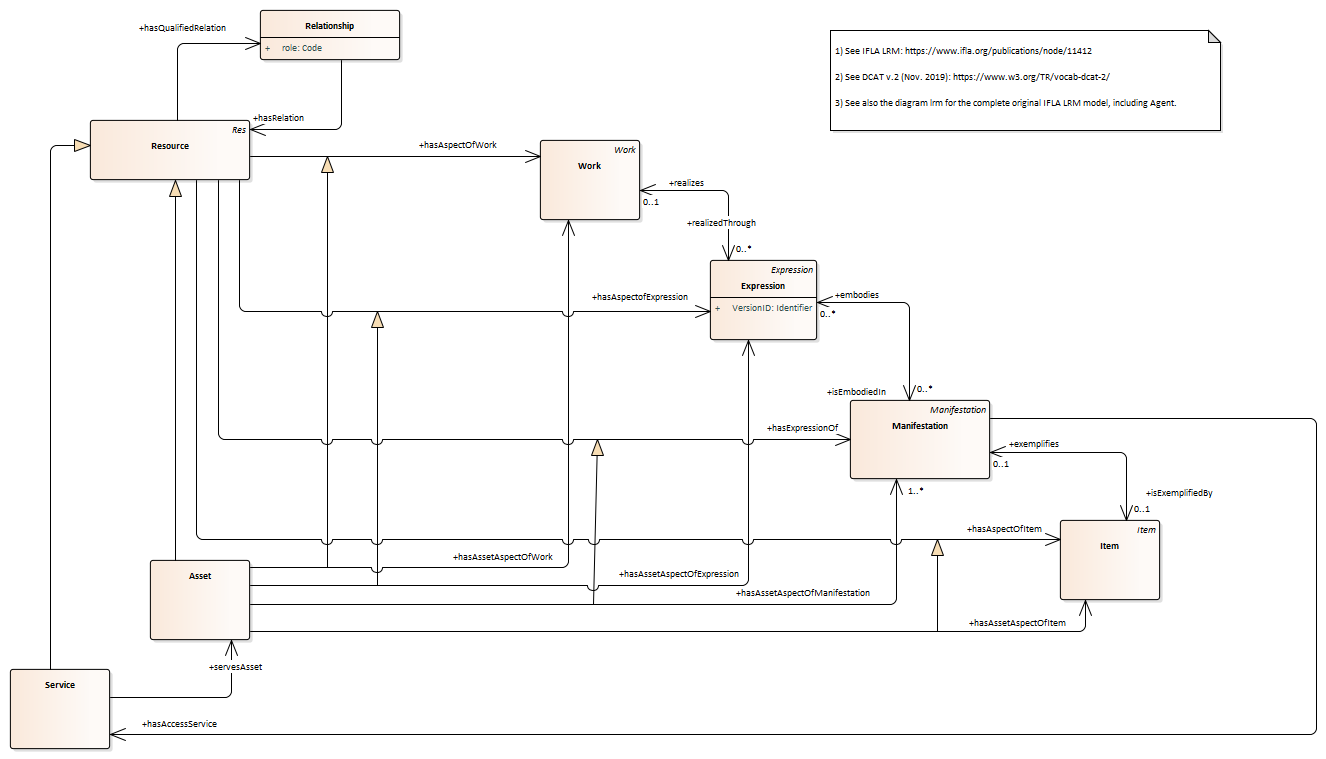 Relationship
+hasQualifiedRelation
+ role: Code
1) See IFLA LRM: https://www.ifla.org/publications/node/11412
2) See DCAT v.2 (Nov. 2019): https://www.w3.org/TR/vocab-dcat-2/
3) See also the diagram lrm for the complete original IFLA LRM model, including Agent.
+hasRelation
Res
Resource
+hasAspectOfWork
Work
Work
+realizes
0..1
+realizedThrough
0..*
Expression
Expression
+ VersionID: Identifier
+hasAspectofExpression
+embodies
0..*
+isEmbodiedIn
0..*
Manifestation
Manifestation
+hasExpressionOf
+exemplifies
0..1
1..*
+isExemplifiedBy
0..1
+hasAspectOfItem
Item
Item
+hasAssetAspectOfWork
Asset
+hasAssetAspectOfExpression
+hasAssetAspectOfManifestation
+hasAssetAspectOfItem
+servesAsset
Service
+hasAccessService